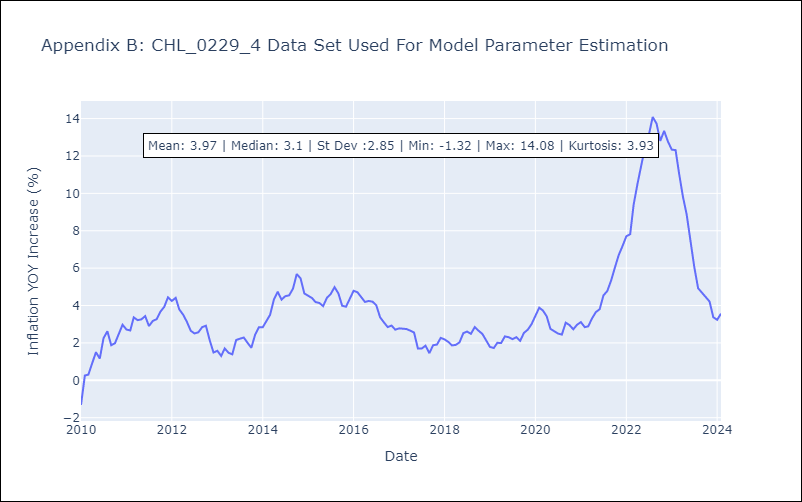 Appendix B: CHL_0229_4 Data Set Used For Model Parameter Estimation
Mean: 3.97 | Median: 3.1 | St Dev :2.85 | Min: -1.32 | Max: 14.08 | Kurtosis: 3.93
Inflation YOY Increase (%)
14
12
10
8
6
4
2
0
−2
2010 2012 2014 2016 2018 2020 2022 2024
Date